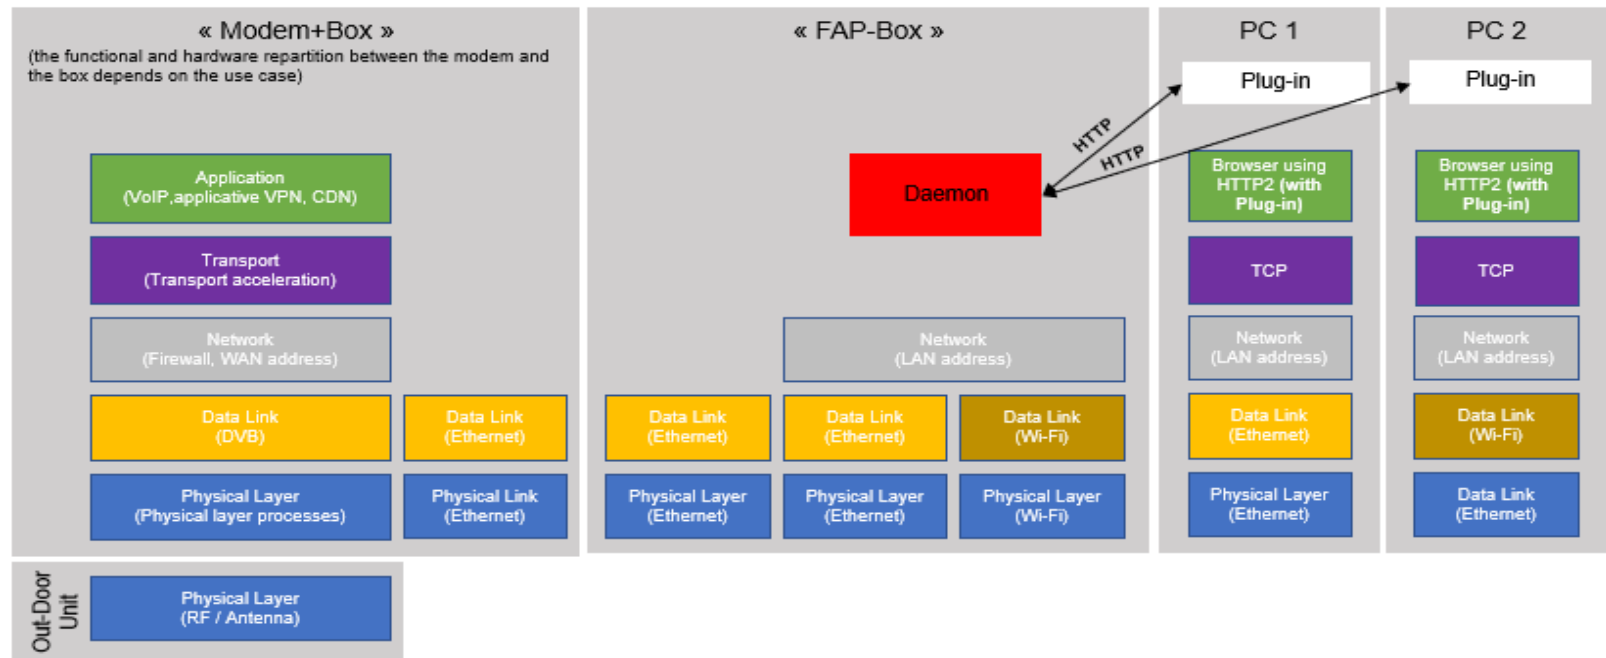 « Modem+Box »
(the functional and hardware repartition between the modem and
the box depends on the use case)
Application
(VoIP,applicative VPN, CDN)
Transport
(Transport acceleration)
Network
(Firewall, WAN address)
Data Link
(DVB)
Data Link
(Ethernet)
Physical Layer
(Physical layer processes)
Physical Link
(Ethernet)
Out-Door
Unit
Physical Layer
(RF / Antenna)
« FAP-Box »
HTTP
HTTP
Daemon
Network
(LAN address)
Data Link
(Ethernet)
Data Link
(Ethernet)
Data Link
(Wi-Fi)
Physical Layer
(Ethernet)
Physical Layer
(Ethernet)
Physical Layer
(Wi-Fi)
PC 1
Plug-in
Browser using
HTTP2 (with
Plug-in)
TCP
Network
(LAN address)
Data Link
(Ethernet)
Physical Layer
(Ethernet)
PC 2
Plug-in
Browser using
HTTP2 (with
Plug-in)
TCP
Network
(LAN address)
Data Link
(Wi-Fi)
Data Link
(Ethernet)